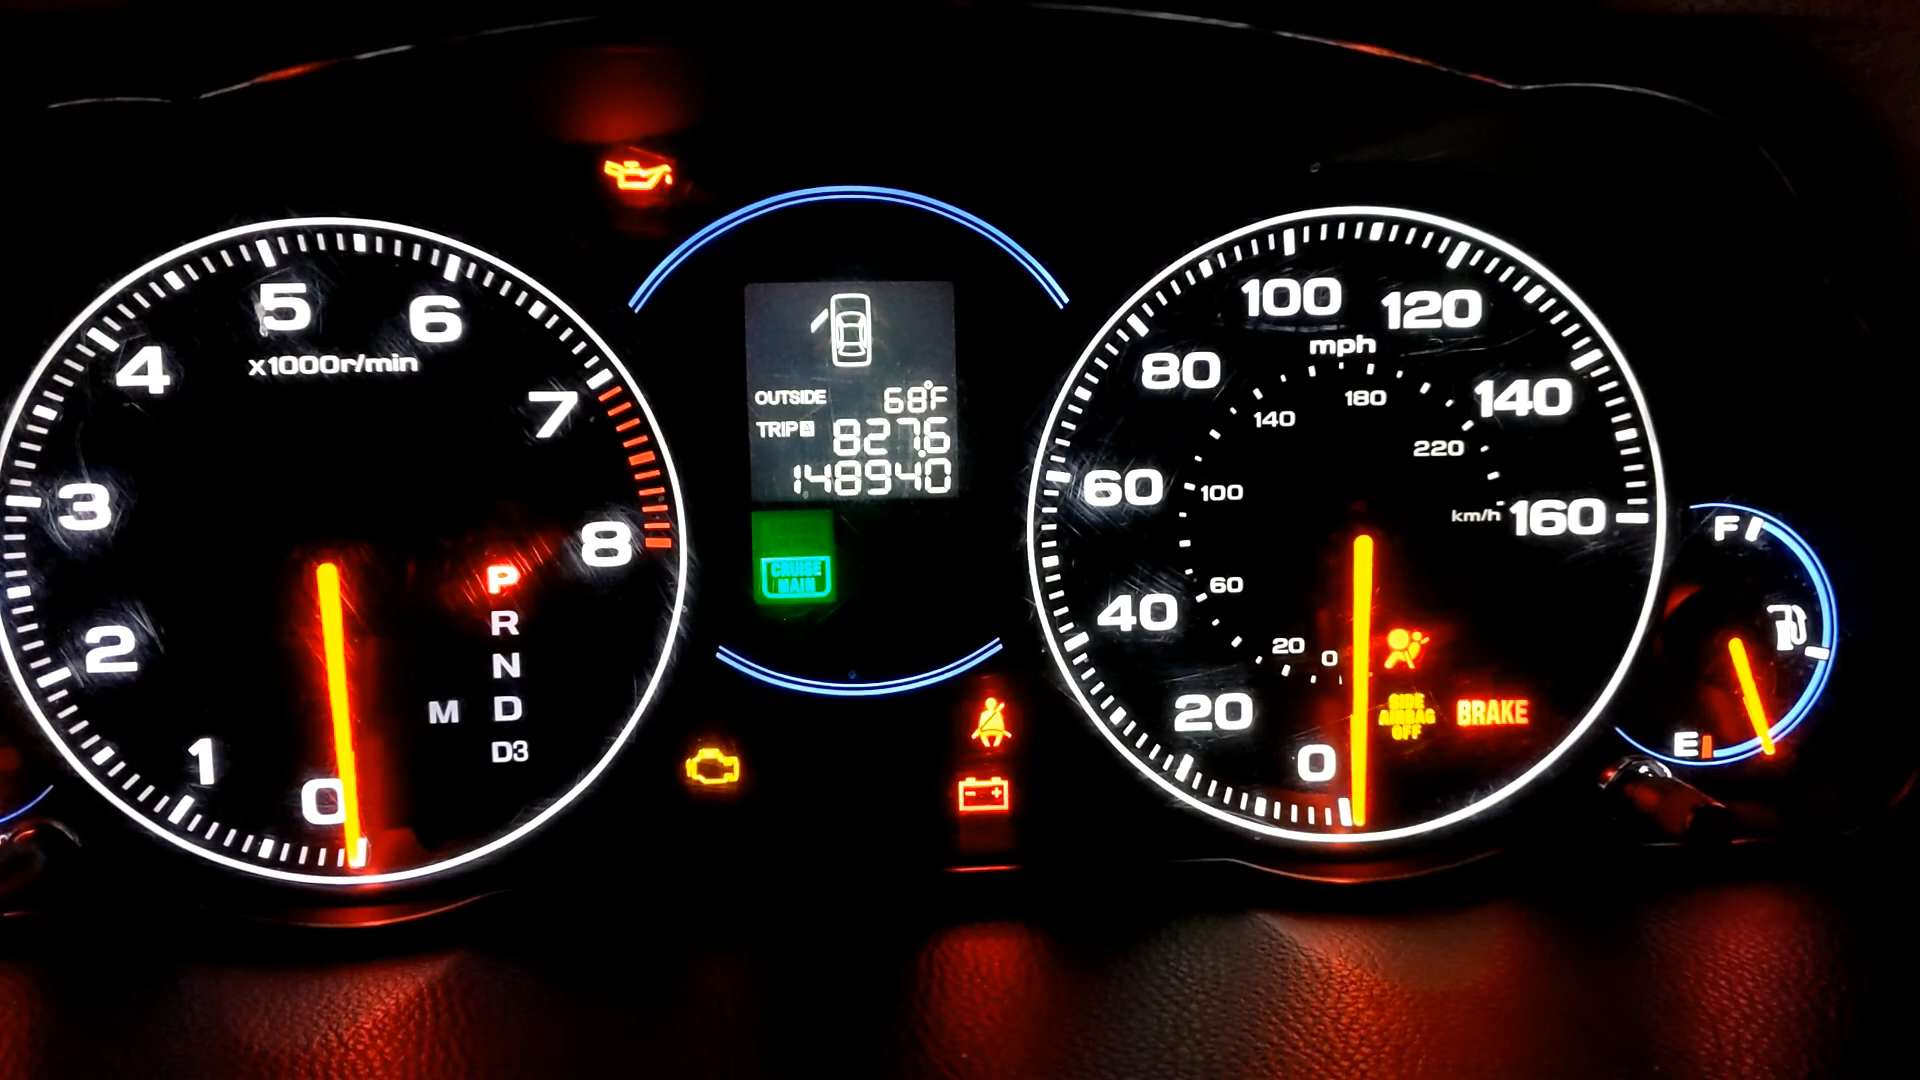 5
6
4
x1000r/min
7
3
8
2
1
0
P
R
N
M D
D3
OUTSIDE 68°F
TRIP A 827.6
148940
CRUISE
MAIN
100
120
mph
80
140
180
140
220
60
100
km/h 160
40
60
20
0
20
0
SIDE
AIRBAG
OFF
BRAKE
F
E